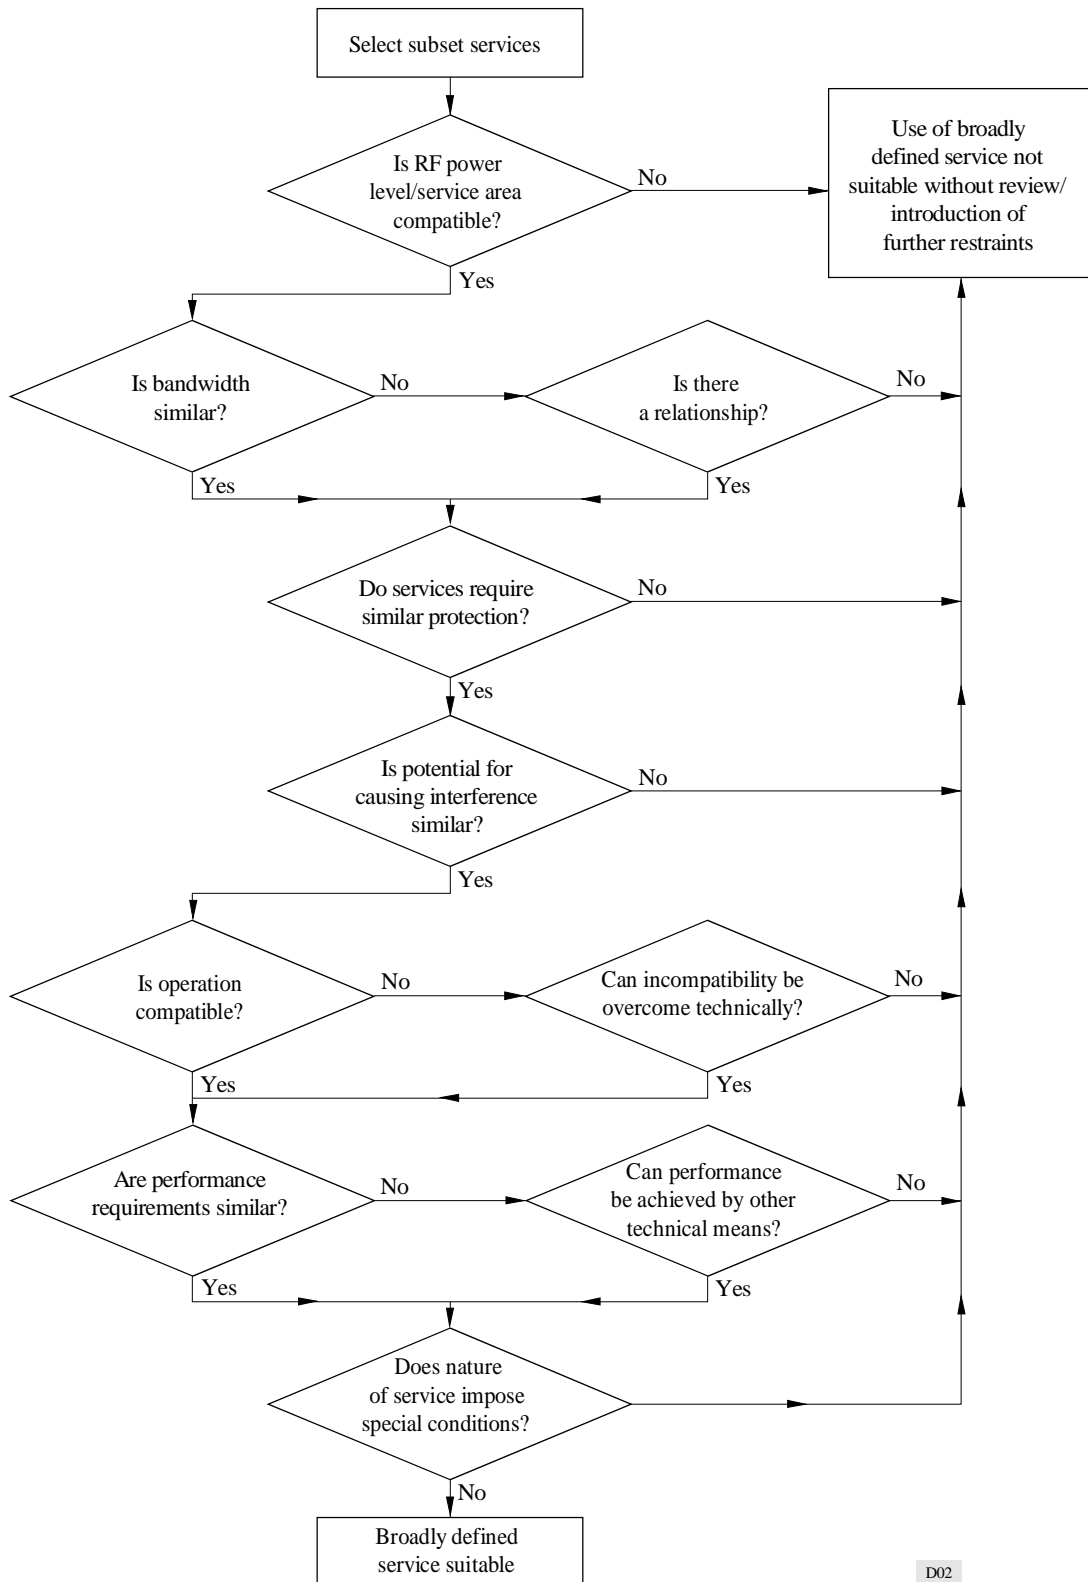 Select subset services
Is RF power
level/service area
compatible?
No
Use of broadly
defined service not
suitable without review/
introduction of
further restraints
Yes
Is bandwidth
similar?
No
Is there
a relationship?
No
Yes
Yes
Do services require
similar protection?
No
Yes
Is potential for
causing interference
similar?
No
Yes
Is operation
compatible?
No
Can incompatibility be
overcome technically?
No
Yes
Yes
Are performance
requirements similar?
No
Can performance
be achieved by other
technical means?
No
Yes
Yes
Does nature
of service impose
special conditions?
No
Broadly defined
service suitable
D02